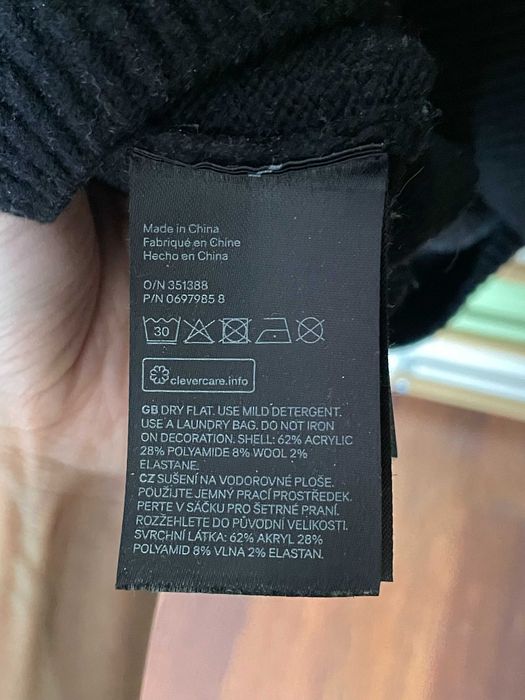 Made in China
Fabriqué en Chine
Hecho en China
O/N 351388
P/N 0697985 8
30
clevercare.info
GB DRY FLAT. USE MILD DETERGENT.
USE A LAUNDRY BAG. DO NOT IRON
ON DECORATION. SHELL: 62% ACRYLIC
28% POLYAMIDE 8% WOOL 2%
ELASTANE.
CZ SUŠENÍ NA VODOROVNÉ PLOŠE.
POUŽIJTE JEMNÝ PRACÍ PROSTŘEDEK.
PERTE V SÁČKU PRO ŠETRNÉ PRANÍ.
ROZŽEHLETE DO PŮVODNÍ VELIKOSTI.
SVRCHNÍ LÁTKA: 62% AKRYL 28%
POLYAMID 8% VLNA 2% ELASTAN.